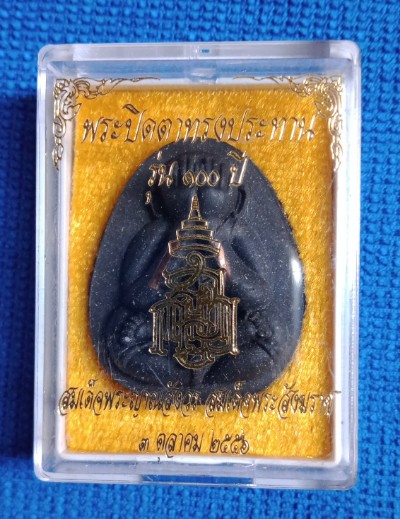 พระปิดตาทรงประทาน
รุ่น ๑๐๐ ปี
สมเด็จพระญาณสังวร สมเด็จพระสังฆราช
๓ ตุลาคม ๒๕๕๖